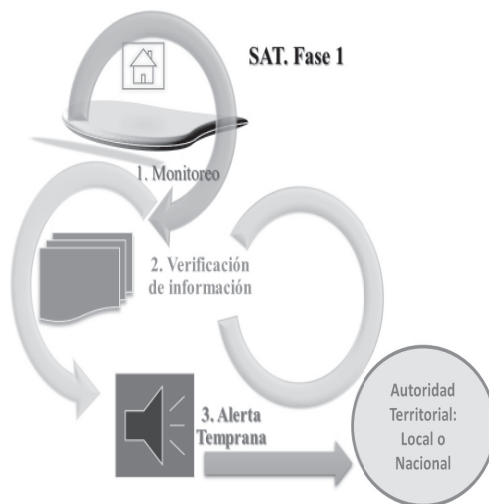 SAT. Fase 1
1. Monitoreo
2. Verificación
de información
3. Alerta
Temprana
Autoridad
Territorial:
Local o
Nacional